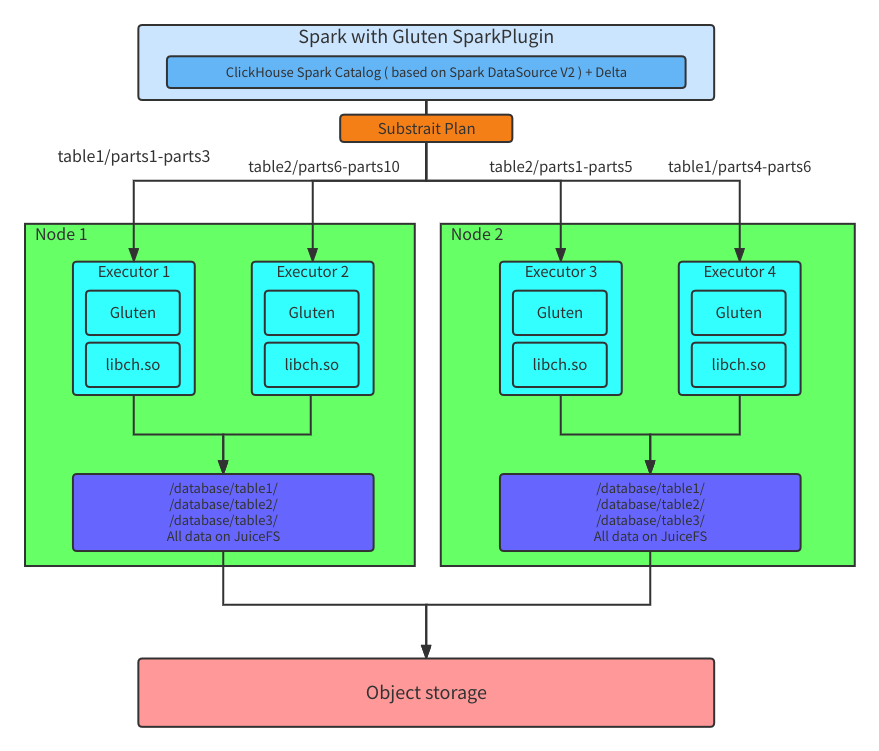 Spark with Gluten SparkPlugin
ClickHouse Spark Catalog ( based on Spark DataSource V2 ) + Delta
Substrait Plan
table1/parts1-parts3
table2/parts6-parts10
table2/parts1-parts5
table1/parts4-parts6
Node 1
Executor 1
Gluten
libch.so
Executor 2
Gluten
libch.so
/database/table1/
/database/table2/
/database/table3/
All data on JuiceFS
Node 2
Executor 3
Gluten
libch.so
Executor 4
Gluten
libch.so
/database/table1/
/database/table2/
/database/table3/
All data on JuiceFS
Object storage